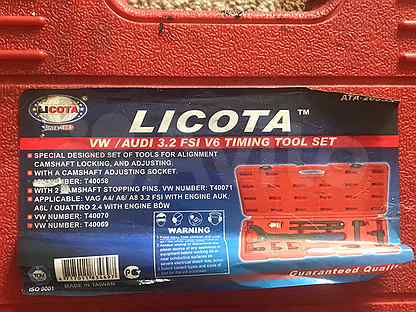 LICOTA
ATA-20
LICOTA™
VW / AUDI 3.2 FSI V6 TIMING TOOL SET
SPECIAL DESIGNED SET OF TOOLS FOR ALIGNMENT
CAMSHAFT LOCKING, AND ADJUSTING.
WITH A CAMSHAFT ADJUSTING SOCKET.
NUMBER: T40058
WITH 2 CAMSHAFT STOPPING PINS. VW NUMBER: T40071
APPLICABLE: VAG A4/ A6/ A8 3.2 FSI WITH ENGINE AUK,
A6L / QUATTRO 2.4 WITH ENGINE BDW
VW NUMBER: T40070
VW NUMBER: T40069
WARNING
Guaranteed Quality
ISO 9001
MADE IN TAIWAN